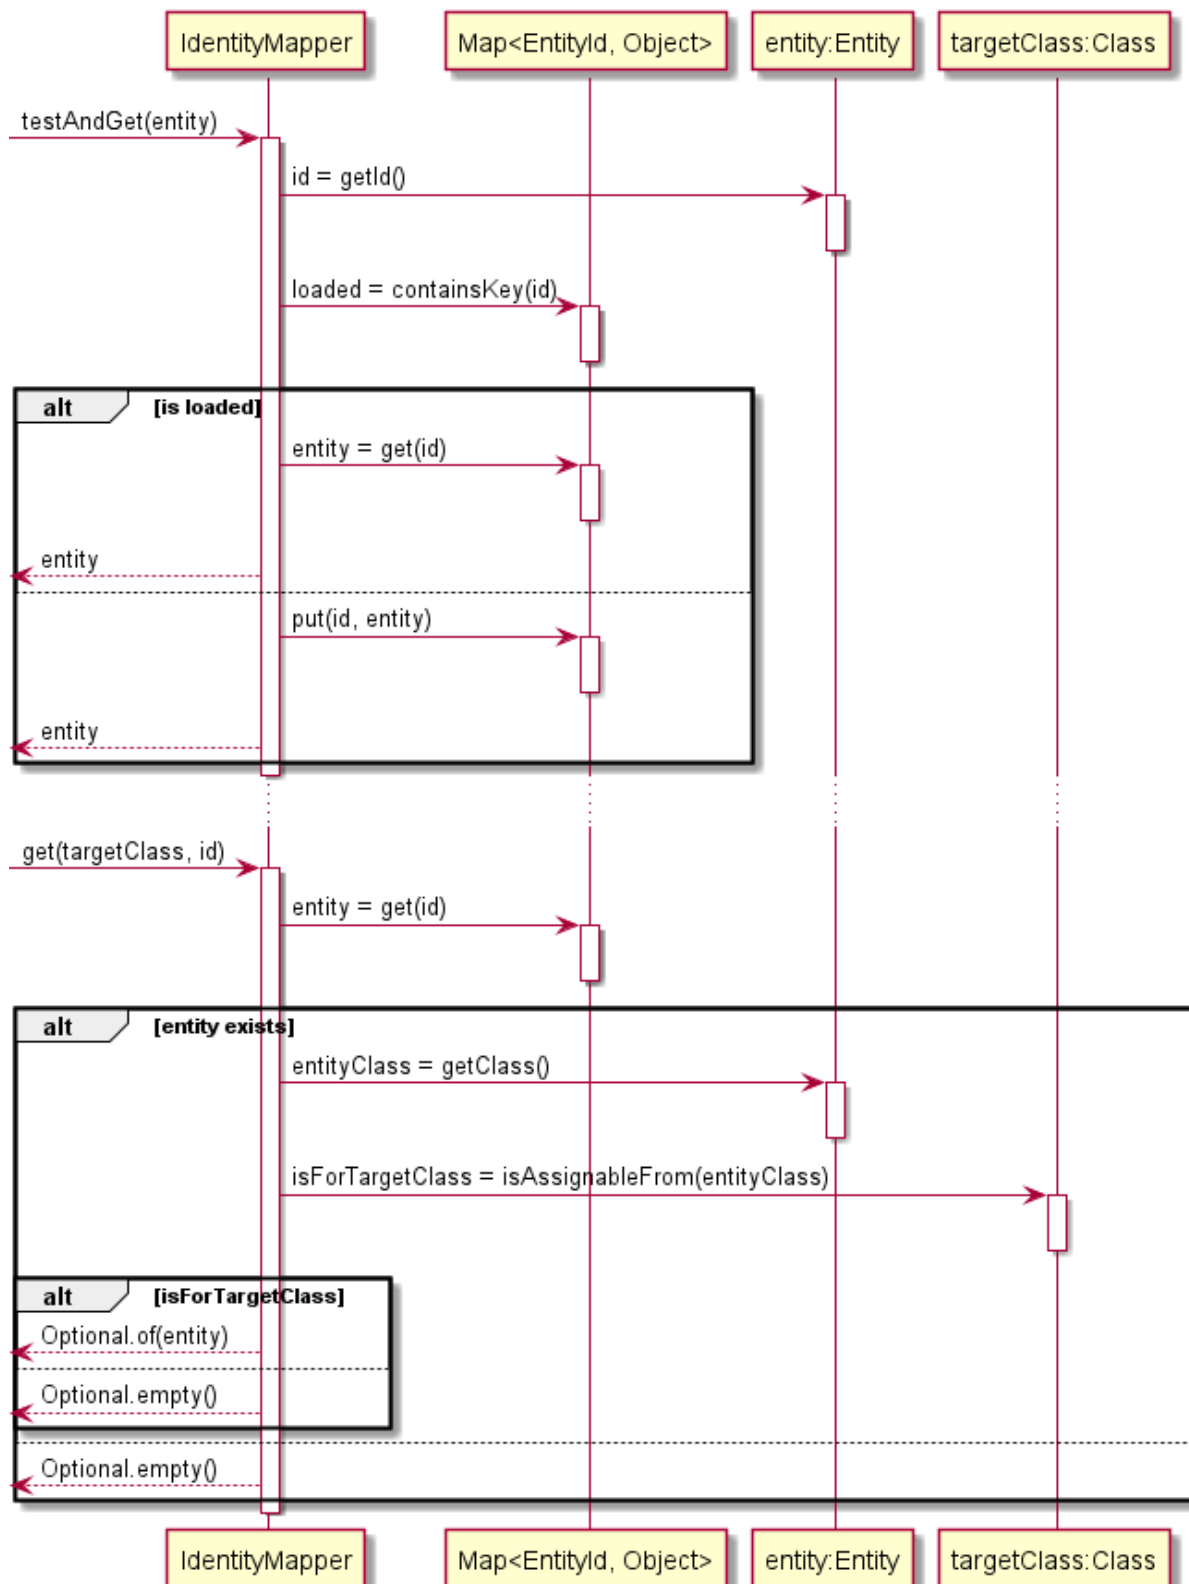 IdentityMapper
Map<EntityId, Object>
entity:Entity
targetClass:Class
testAndGet(entity)
id = getId()
loaded = containsKey(id)
alt
[is loaded]
entity = get(id)
entity
put(id, entity)
entity
get(targetClass, id)
entity = get(id)
alt
[entity exists]
entityClass = getClass()
isForTargetClass = isAssignableFrom(entityClass)
alt
[isForTargetClass]
Optional.of(entity)
Optional.empty()
Optional.empty()
IdentityMapper
Map<EntityId, Object>
entity:Entity
targetClass:Class